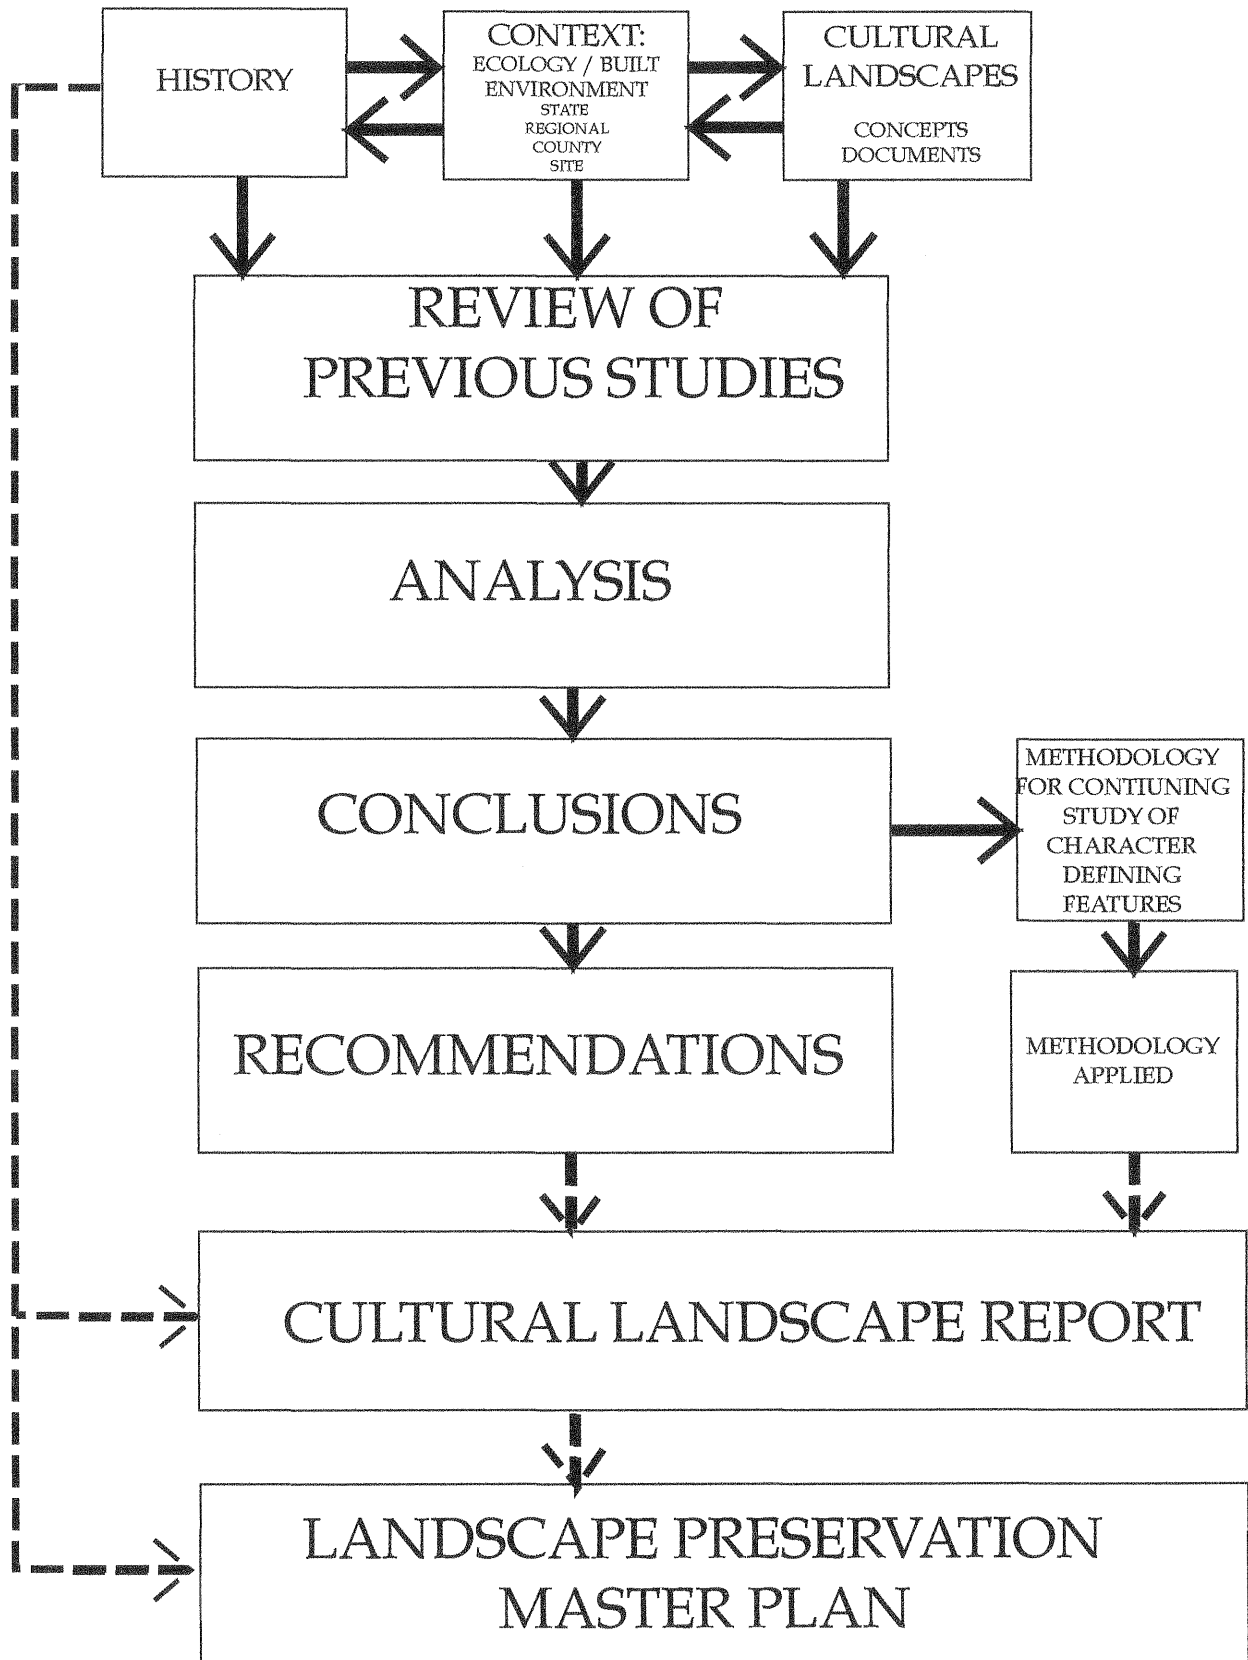 HISTORY
CONTEXT:
ECOLOGY / BUILT
ENVIRONMENT
STATE
REGIONAL
COUNTY
SITE
CULTURAL
LANDSCAPES
CONCEPTS
DOCUMENTS
REVIEW OF
PREVIOUS STUDIES
ANALYSIS
CONCLUSIONS
METHODOLOGY
FOR CONTIUNING
STUDY OF
CHARACTER
DEFINING
FEATURES
RECOMMENDATIONS
METHODOLOGY
APPLIED
CULTURAL LANDSCAPE REPORT
LANDSCAPE PRESERVATION
MASTER PLAN